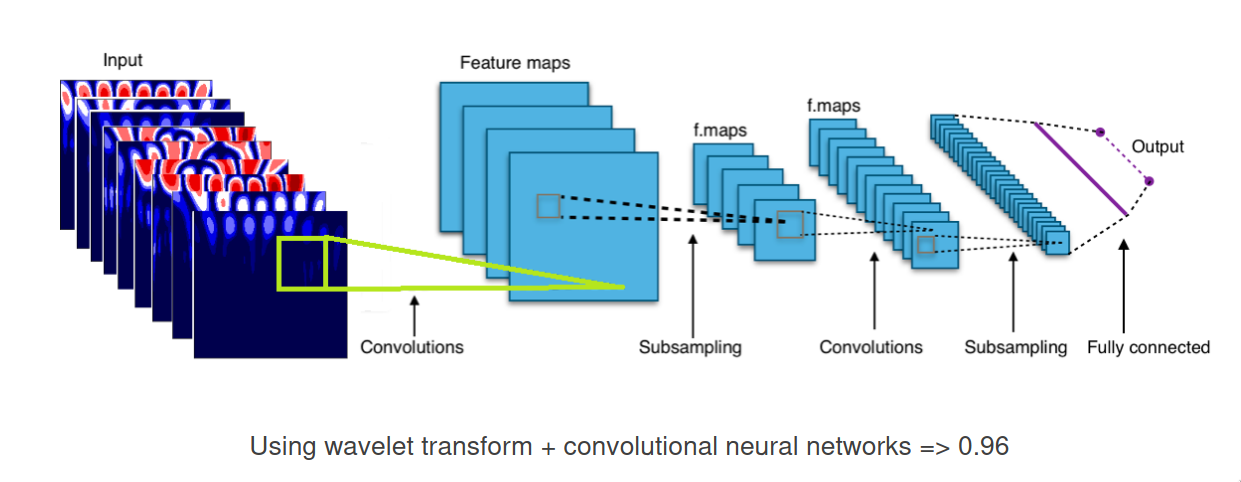 Input
Feature maps
f.maps
f.maps
Output
Convolutions
Subsampling
Convolutions
Subsampling
Fully connected
Using wavelet transform + convolutional neural networks => 0.96